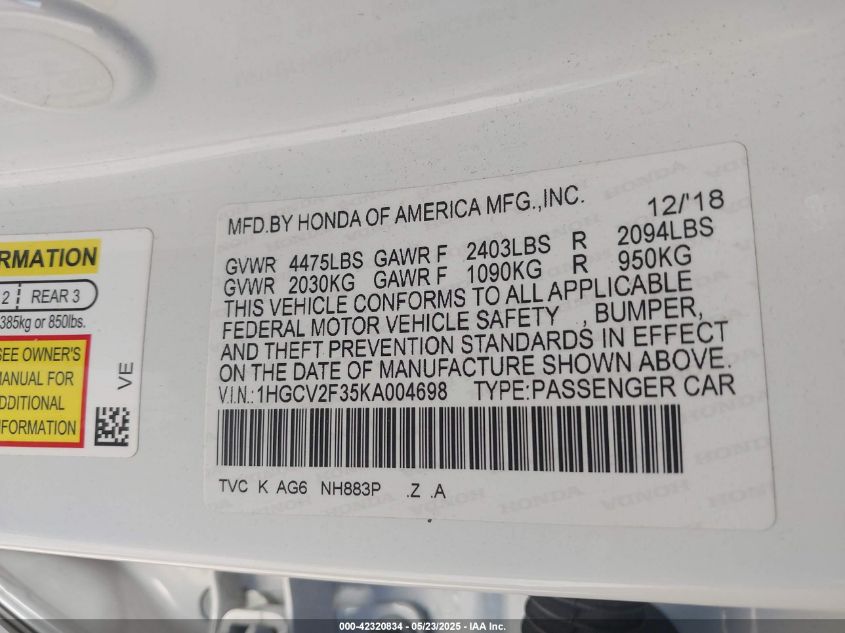 RMATION
2 REAR 3
385kg or 850lbs.
SEE OWNER'S
MANUAL FOR
DDITIONAL
NFORMATION
VE
MFD.BY HONDA OF AMERICA MFG.,INC. 12/'18
GVWR 4475LBS GAWR F 2403LBS R 2094LBS
GVWR 2030KG GAWR F 1090KG R 950KG
THIS VEHICLE CONFORMS TO ALL APPLICABLE
FEDERAL MOTOR VEHICLE SAFETY , BUMPER,
AND THEFT PREVENTION STANDARDS IN EFFECT
ON THE DATE OF MANUFACTURE SHOWN ABOVE.
V.I.N.:1HGCV2F35KA004698 TYPE:PASSENGER CAR
TVC K AG6 NH883P .Z .A
000-42320834 — 05/23/2025 — IAA Inc.